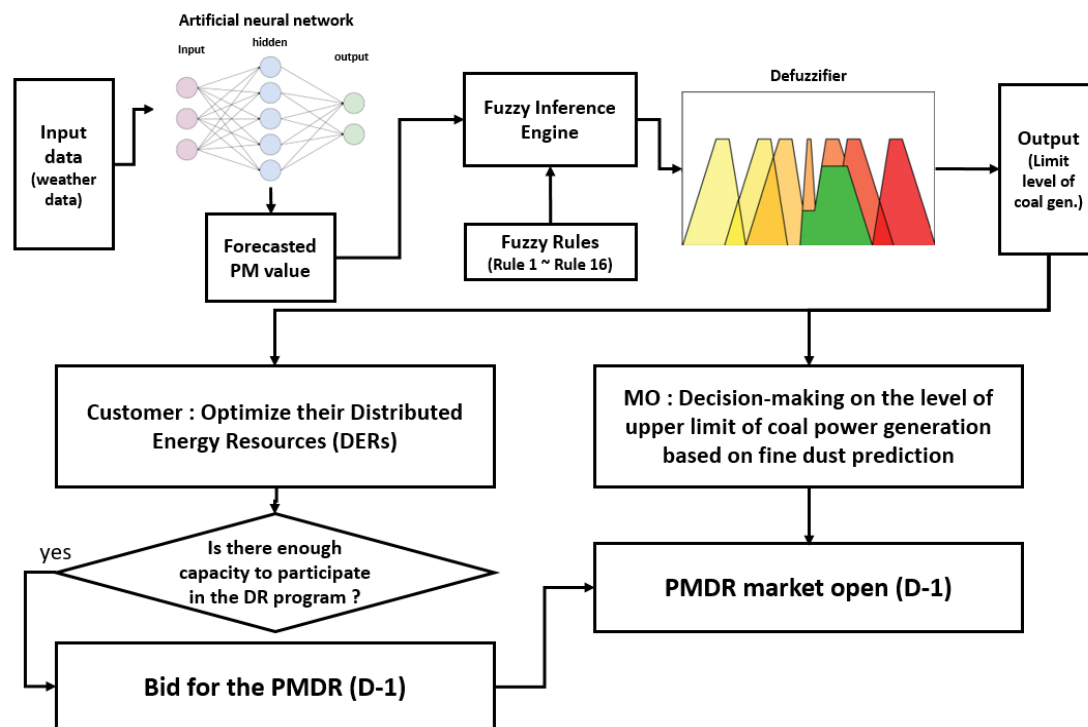 Artificial neural network
Input
hidden
output
Input
data
(weather
data)
Forecasted
PM value
Fuzzy Inference
Engine
Fuzzy Rules
(Rule 1 ~ Rule 16)
Defuzzifier
Output
(Limit
level of
coal gen.)
Customer : Optimize their Distributed
Energy Resources (DERs)
MO : Decision-making on the level of
upper limit of coal power generation
based on fine dust prediction
yes
Is there enough
capacity to participate
in the DR program ?
PMDR market open (D-1)
Bid for the PMDR (D-1)